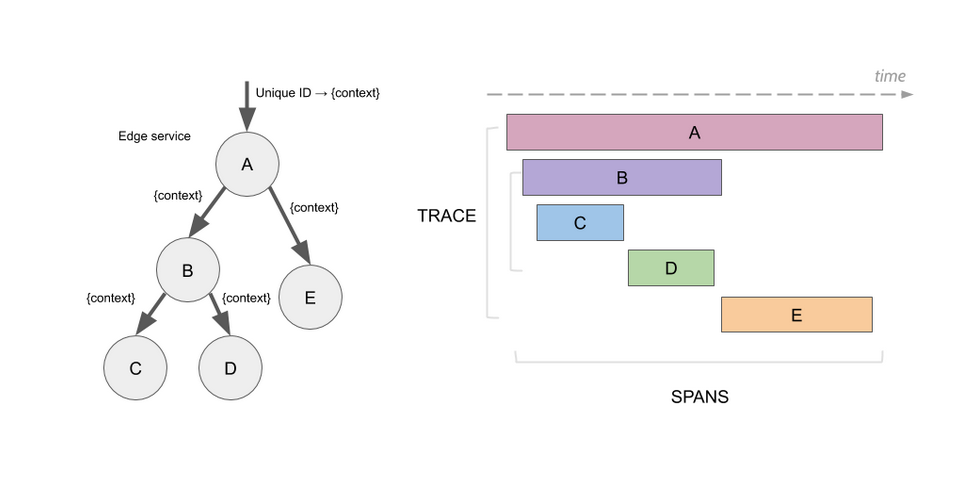 Unique ID → {context}
Edge service
A
{context}
{context}
B
E
{context}
{context}
C
D
time
A
B
TRACE
C
D
E
SPANS